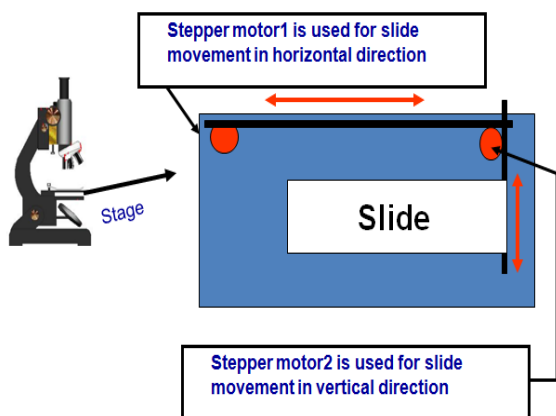 Stepper motor1 is used for slide
movement in horizontal direction
Stage
Slide
Stepper motor2 is used for slide
movement in vertical direction